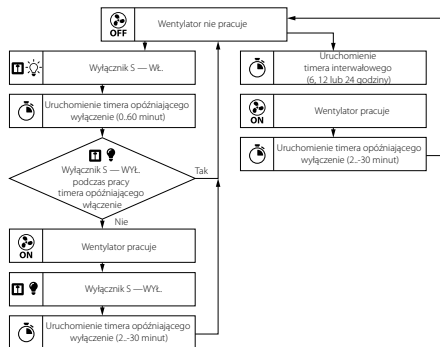 OFF
Wentylator nie pracuje
Wyłącznik S — WŁ.
Uruchomienie timera opóźniającego
wyłączenie (0..60 minut)
Wyłącznik S — WYŁ.
podczas pracy
timera opóźniającego
włączenie
Tak
Nie
ON
Wentylator pracuje
Wyłącznik S —WYŁ.
Uruchomienie timera opóźniającego
wyłączenie (2..-30 minut)
Uruchomienie
timera interwałowego
(6, 12 lub 24 godziny)
ON
Wentylator pracuje
Uruchomienie timera opóźniającego
wyłączenie (2..-30 minut)